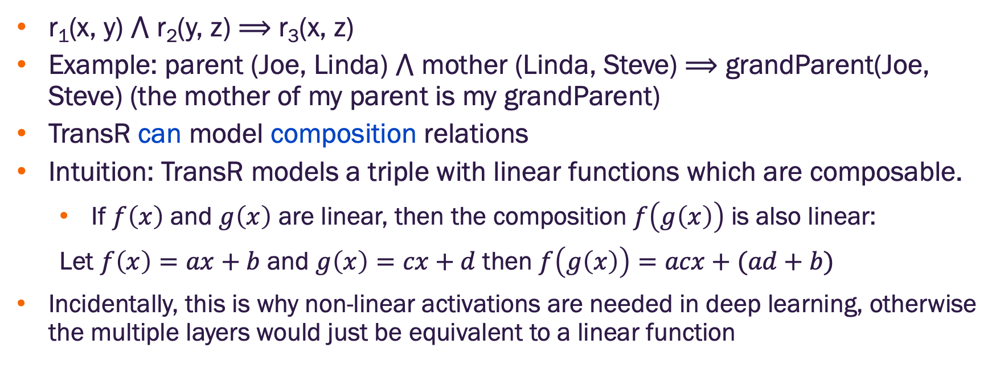 • r₁(x, y) ⋀ r₂(y, z) ⟹ r₃(x, z)
• Example: parent (Joe, Linda) ⋀ mother (Linda, Steve) ⟹ grandParent(Joe,
Steve) (the mother of my parent is my grandParent)
• TransR can model composition relations
• Intuition: TransR models a triple with linear functions which are composable.
• If f(x) and g(x) are linear, then the composition f(g(x)) is also linear:
Let f(x) = ax + b and g(x) = cx + d then f(g(x)) = acx + (ad + b)
• Incidentally, this is why non-linear activations are needed in deep learning, otherwise
the multiple layers would just be equivalent to a linear function